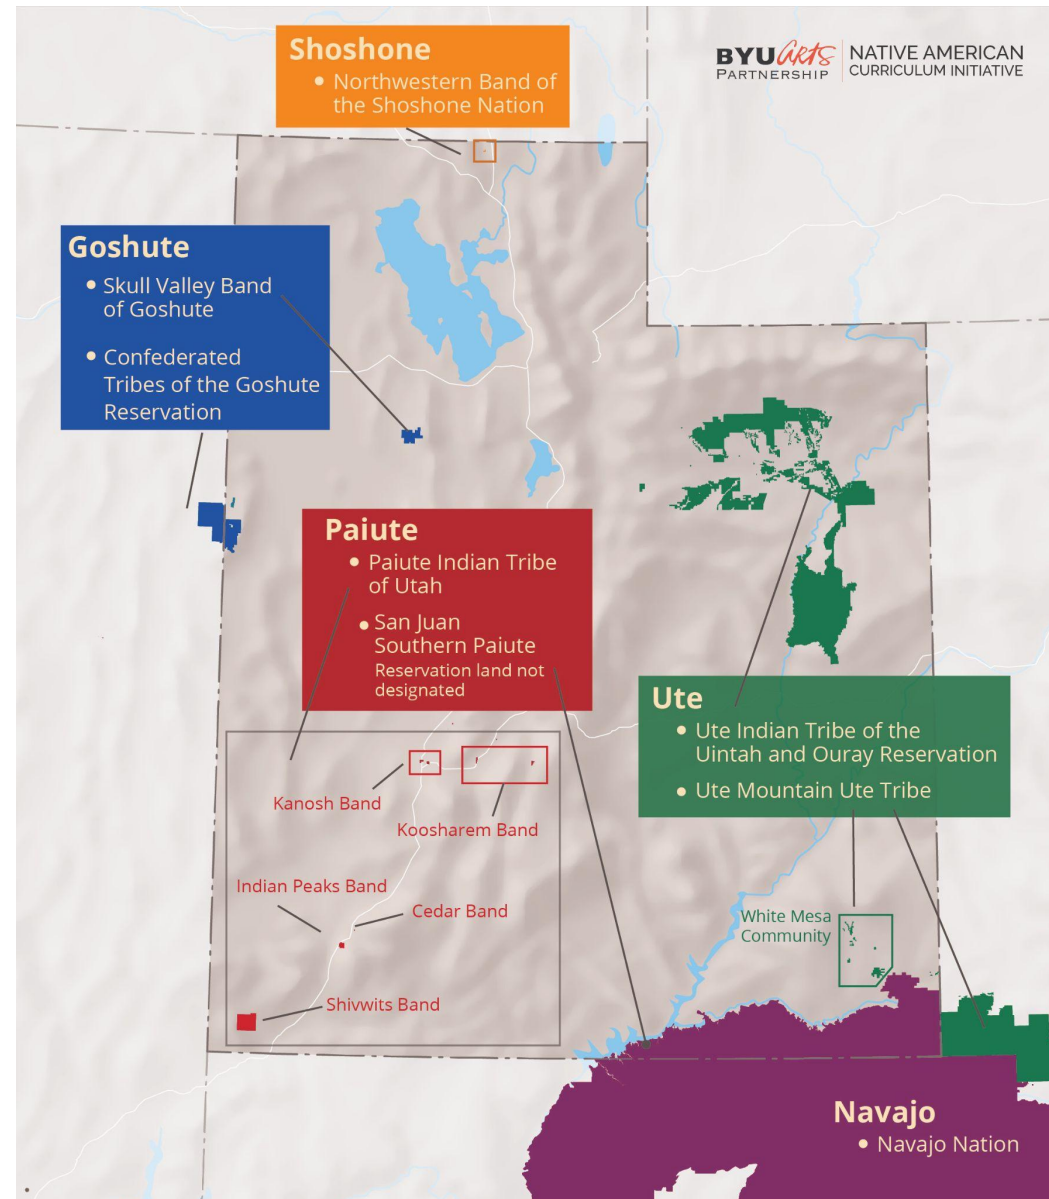 Shoshone
• Northwestern Band of
the Shoshone Nation
BYU ARTS
PARTNERSHIP
NATIVE AMERICAN
CURRICULUM INITIATIVE
Goshute
• Skull Valley Band
of Goshute
• Confederated
Tribes of the Goshute
Reservation
Paiute
• Paiute Indian Tribe
of Utah
• San Juan
Southern Paiute
Reservation land not
designated
Ute
• Ute Indian Tribe of the
Uintah and Ouray Reservation
• Ute Mountain Ute Tribe
Kanosh Band
Koosharem Band
Indian Peaks Band
Cedar Band
Shivwits Band
White Mesa
Community
Navajo
• Navajo Nation